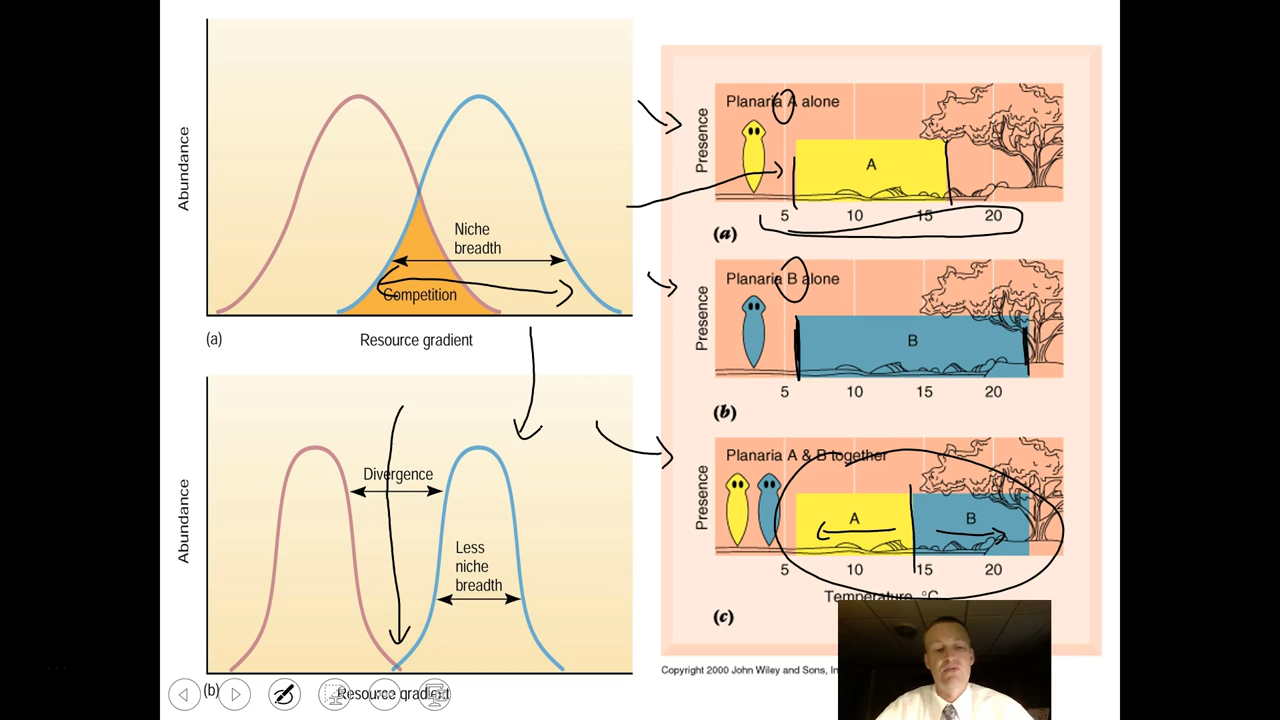 Abundance
Niche
breadth
Competition
(a)
Resource gradient
Abundance
Divergence
Less
niche
breadth
(b)
Resource gradient
Presence
Planaria A alone
A
5 10 15 20
(a)
Presence
Planaria B alone
B
5 10 15 20
(b)
Presence
Planaria A & B together
A B
5 10 15 20
Temperature, °C
(c)
Copyright 2000 John Wiley and Sons, In